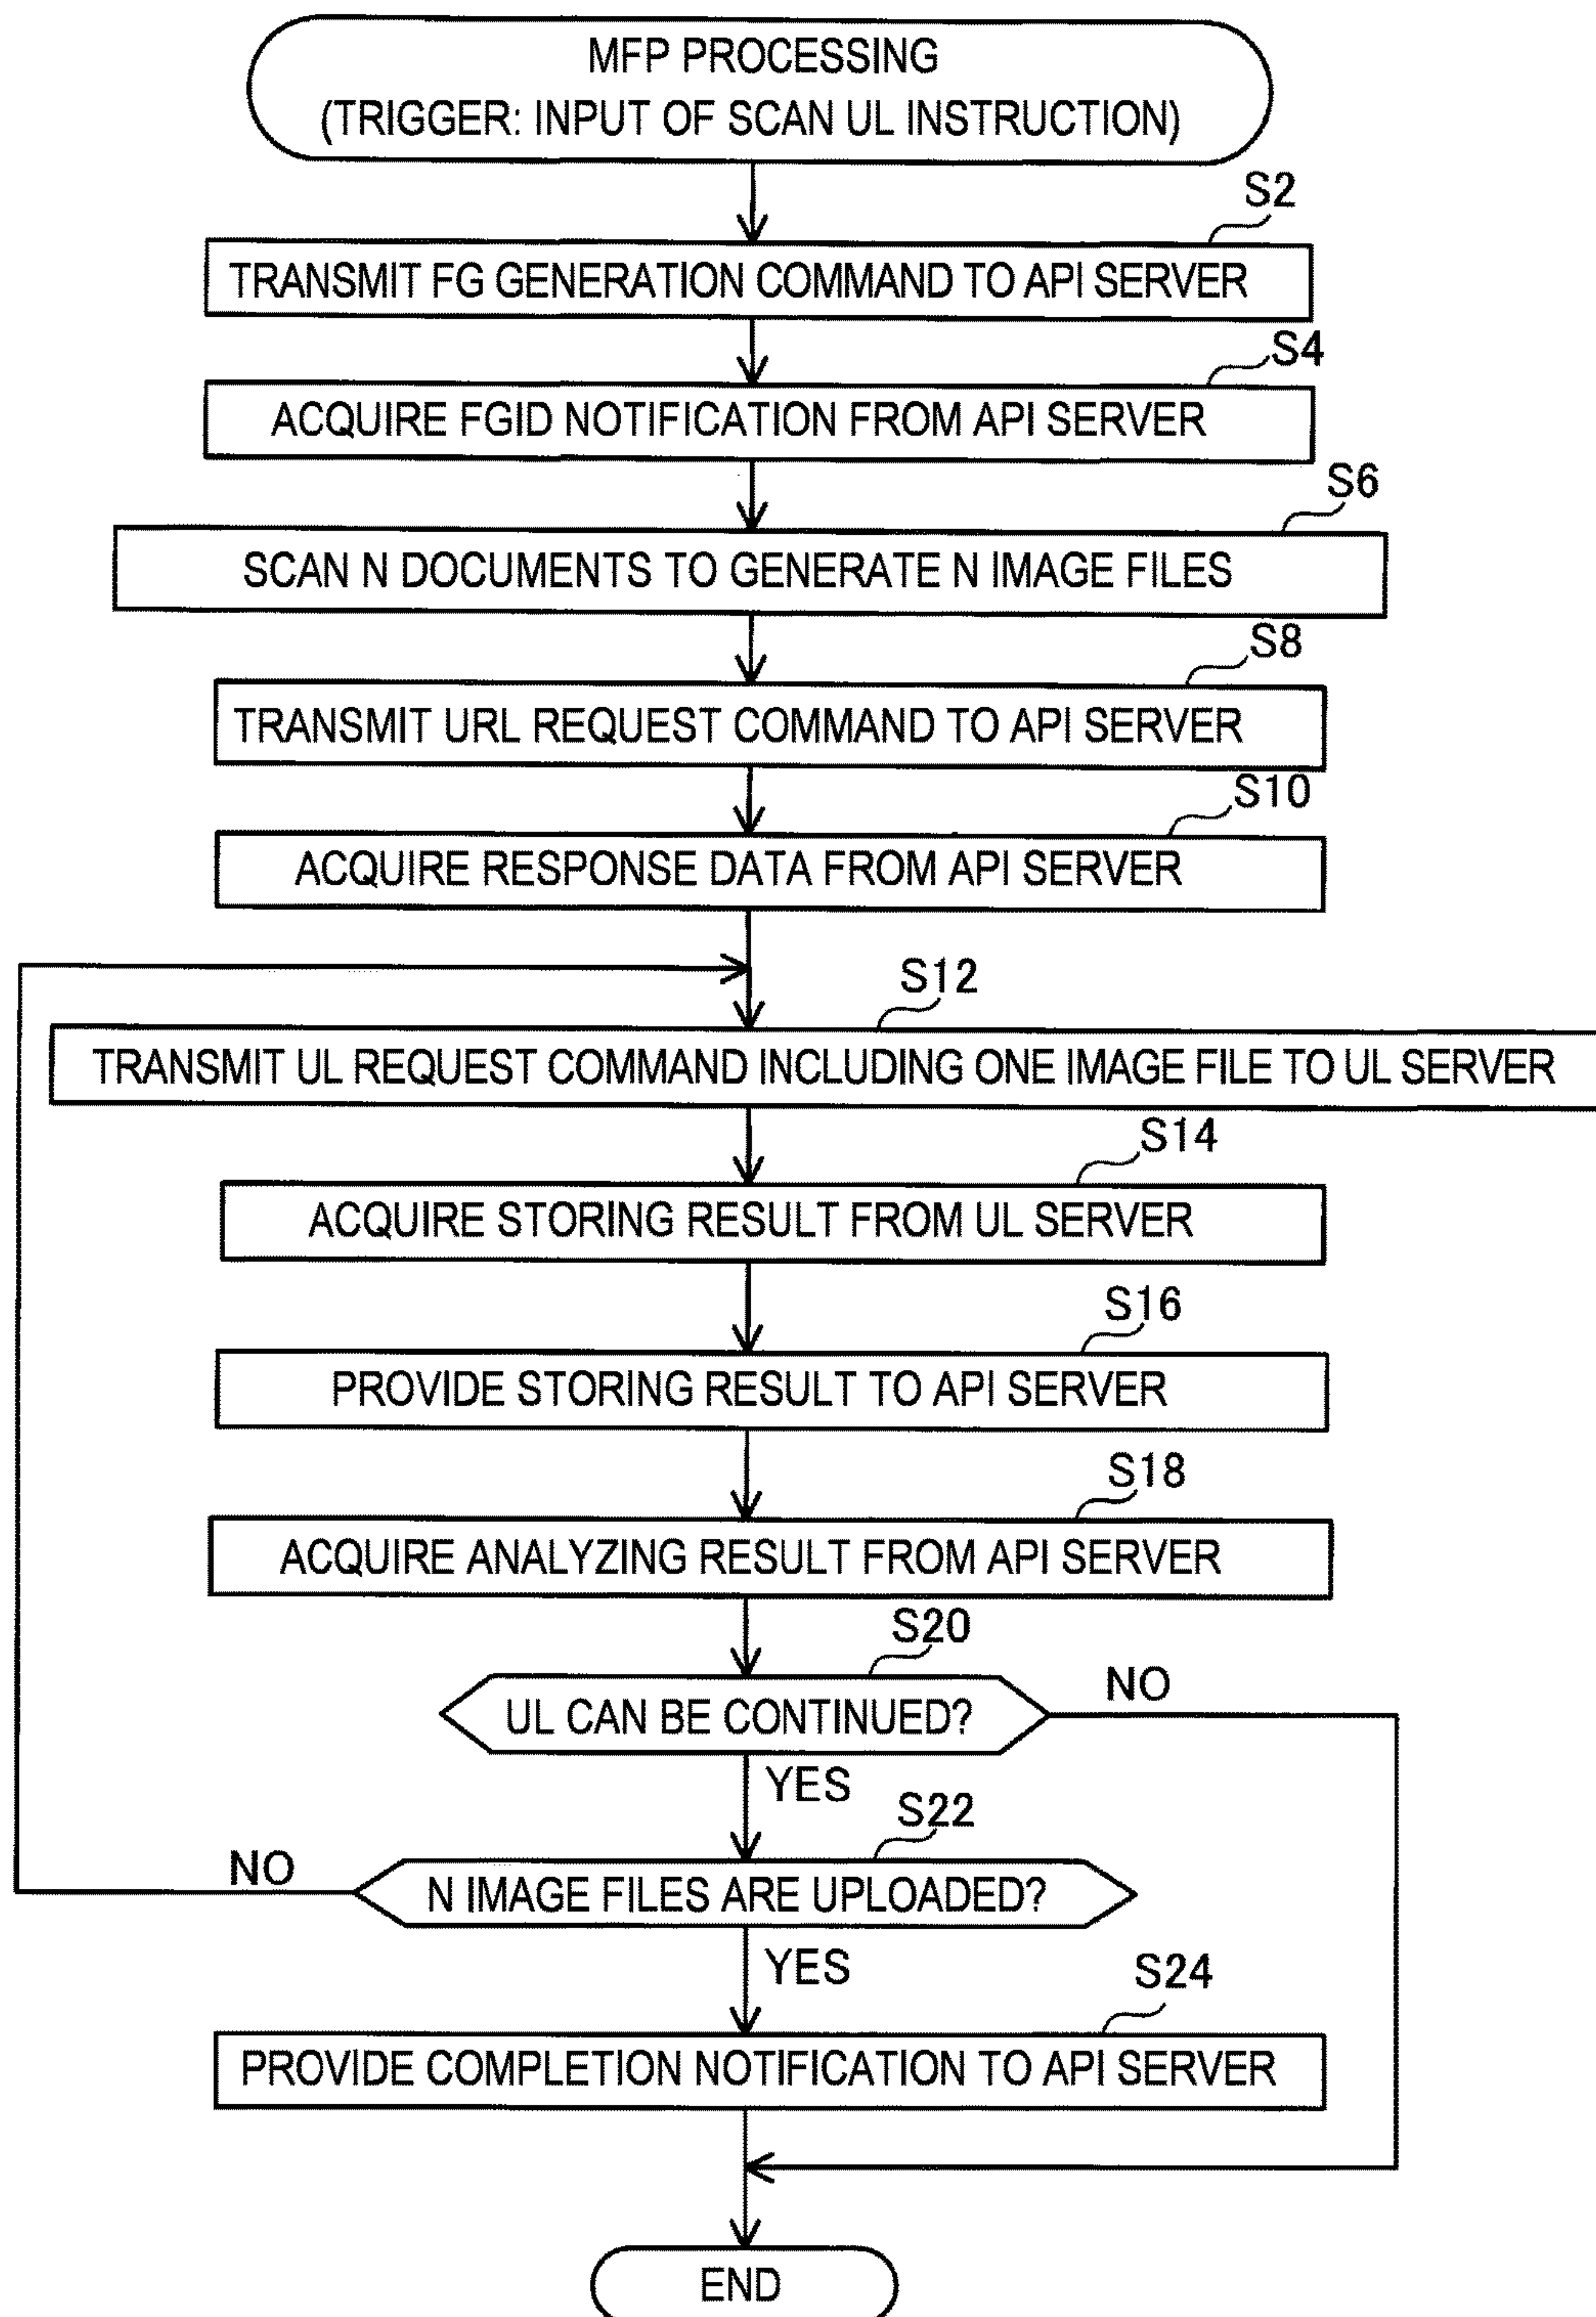 MFP PROCESSING
(TRIGGER: INPUT OF SCAN UL INSTRUCTION)
S2
TRANSMIT FG GENERATION COMMAND TO API SERVER
S4
ACQUIRE FGID NOTIFICATION FROM API SERVER
S6
SCAN N DOCUMENTS TO GENERATE N IMAGE FILES
S8
TRANSMIT URL REQUEST COMMAND TO API SERVER
S10
ACQUIRE RESPONSE DATA FROM API SERVER
S12
TRANSMIT UL REQUEST COMMAND INCLUDING ONE IMAGE FILE TO UL SERVER
S14
ACQUIRE STORING RESULT FROM UL SERVER
S16
PROVIDE STORING RESULT TO API SERVER
S18
ACQUIRE ANALYZING RESULT FROM API SERVER
S20
UL CAN BE CONTINUED?
NO
YES
S22
NO
N IMAGE FILES ARE UPLOADED?
YES
S24
PROVIDE COMPLETION NOTIFICATION TO API SERVER
END